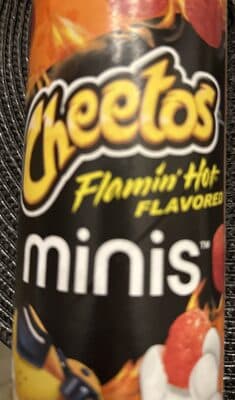 Cheetos
Flamin' Hot
FLAVORED
minis™